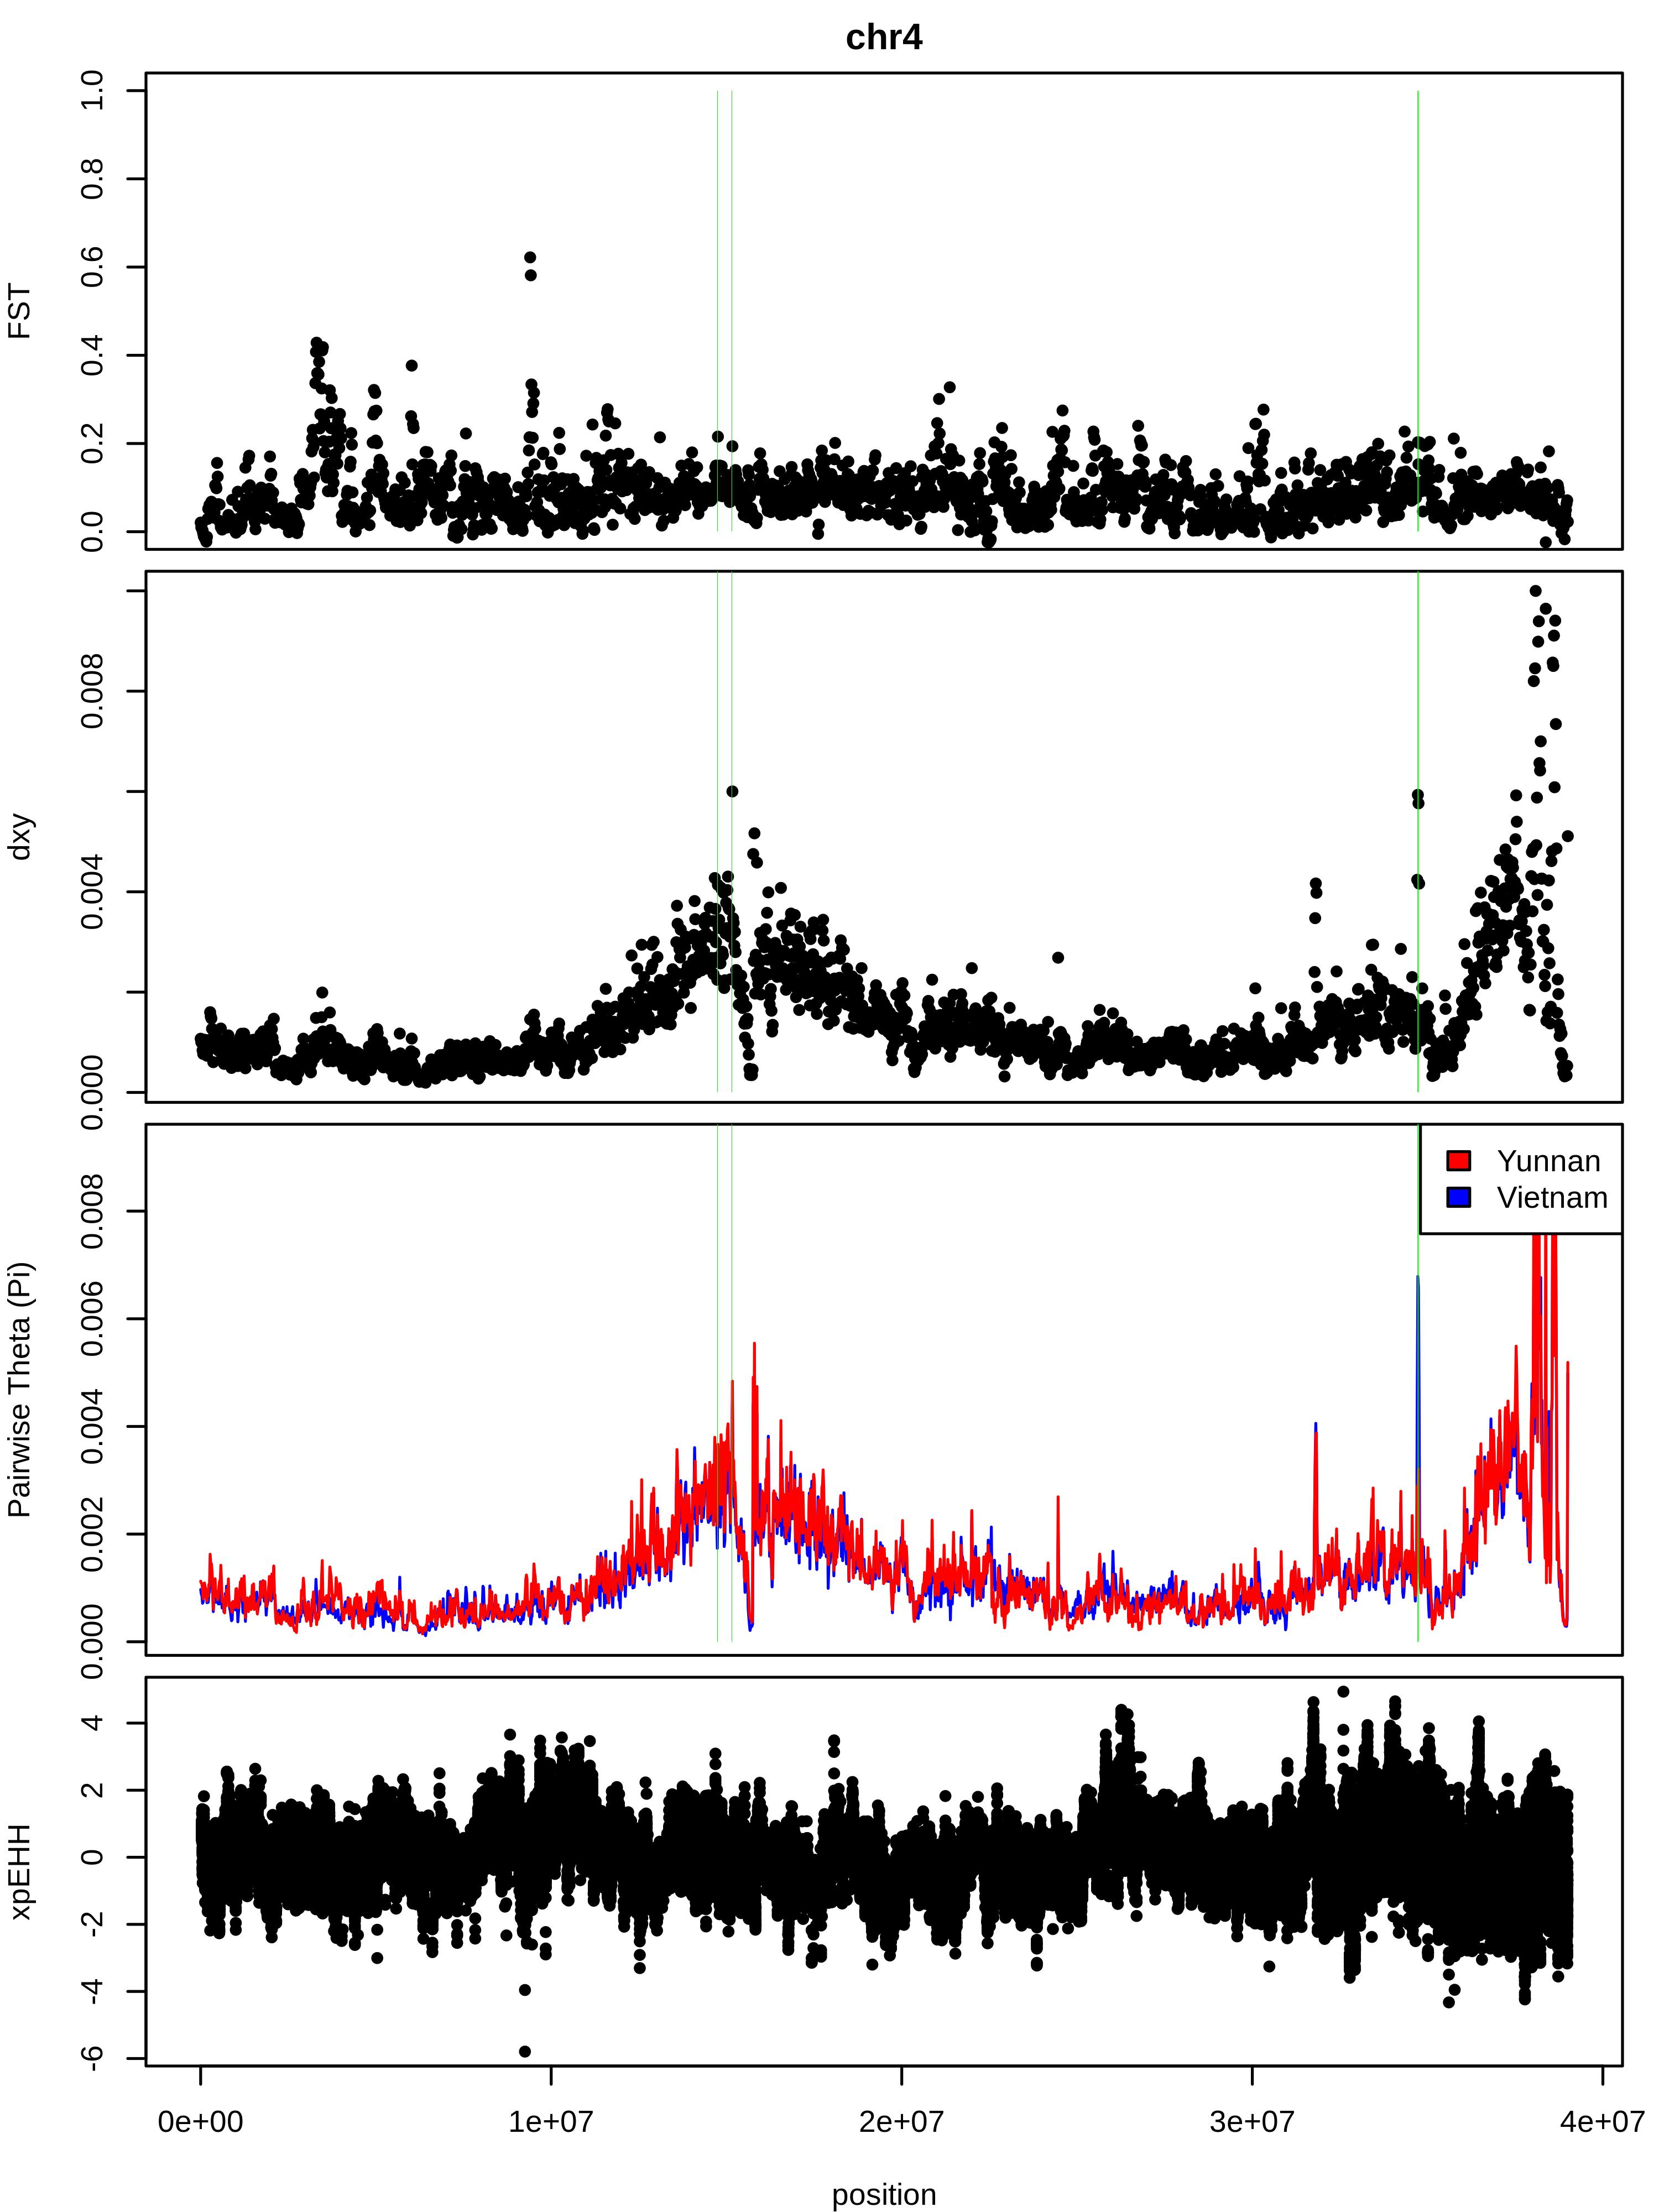 chr4
FST
0.0 0.2 0.4 0.6 0.8 1.0
dxy
0.000 0.004 0.008
Pairwise Theta (Pi)
0.000 0.002 0.004 0.006 0.008
Yunnan
Vietnam
xpEHH
-6 -4 -2 0 2 4
0e+00 1e+07 2e+07 3e+07 4e+07
position